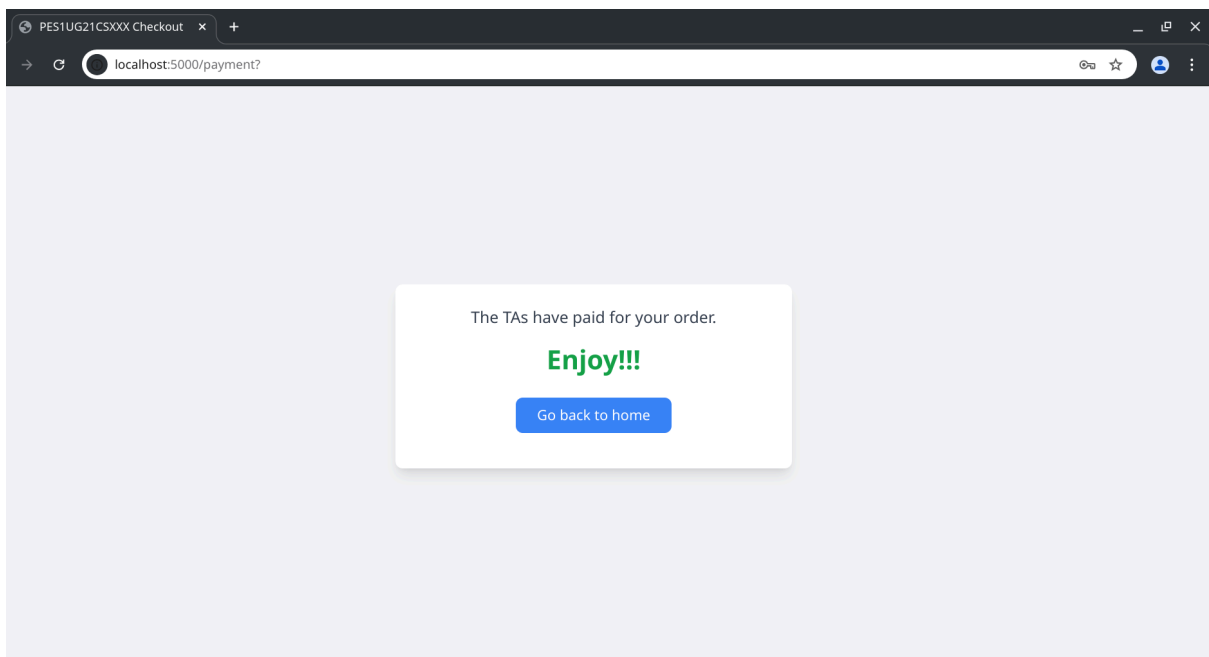 PES1UG21CSXXX Checkout
localhost:5000/payment?
The TAs have paid for your order.
Enjoy!!!
Go back to home